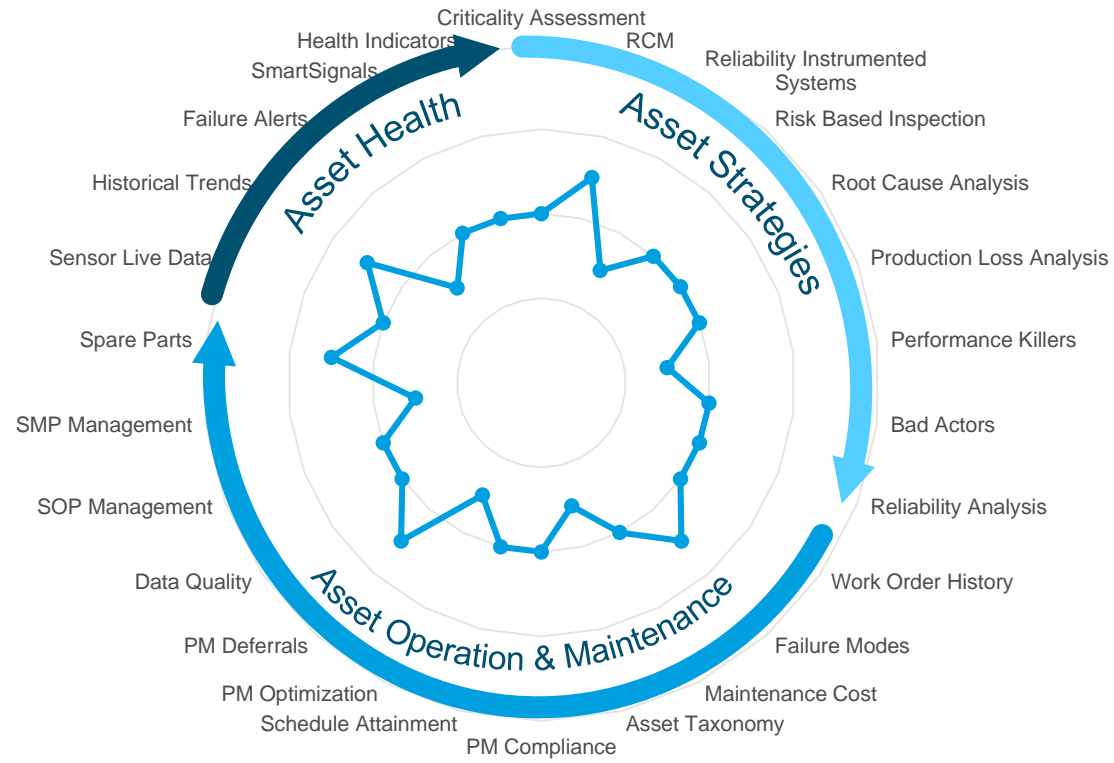 Criticality Assessment
RCM
Reliability Instrumented
Systems
Risk Based Inspection
Root Cause Analysis
Production Loss Analysis
Performance Killers
Bad Actors
Reliability Analysis
Work Order History
Failure Modes
Maintenance Cost
Asset Taxonomy
PM Compliance
Schedule Attainment
PM Optimization
PM Deferrals
Data Quality
SOP Management
SMP Management
Spare Parts
Sensor Live Data
Historical Trends
Failure Alerts
SmartSignals
Health Indicators
Asset Health
Asset Strategies
Asset Operation & Maintenance